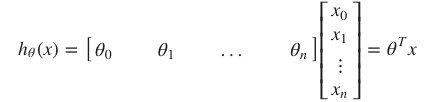 h_θ(x) = [ θ_0 θ_1 … θ_n ] [ x_0 x_1 ⋮ x_n ] = θ^T x